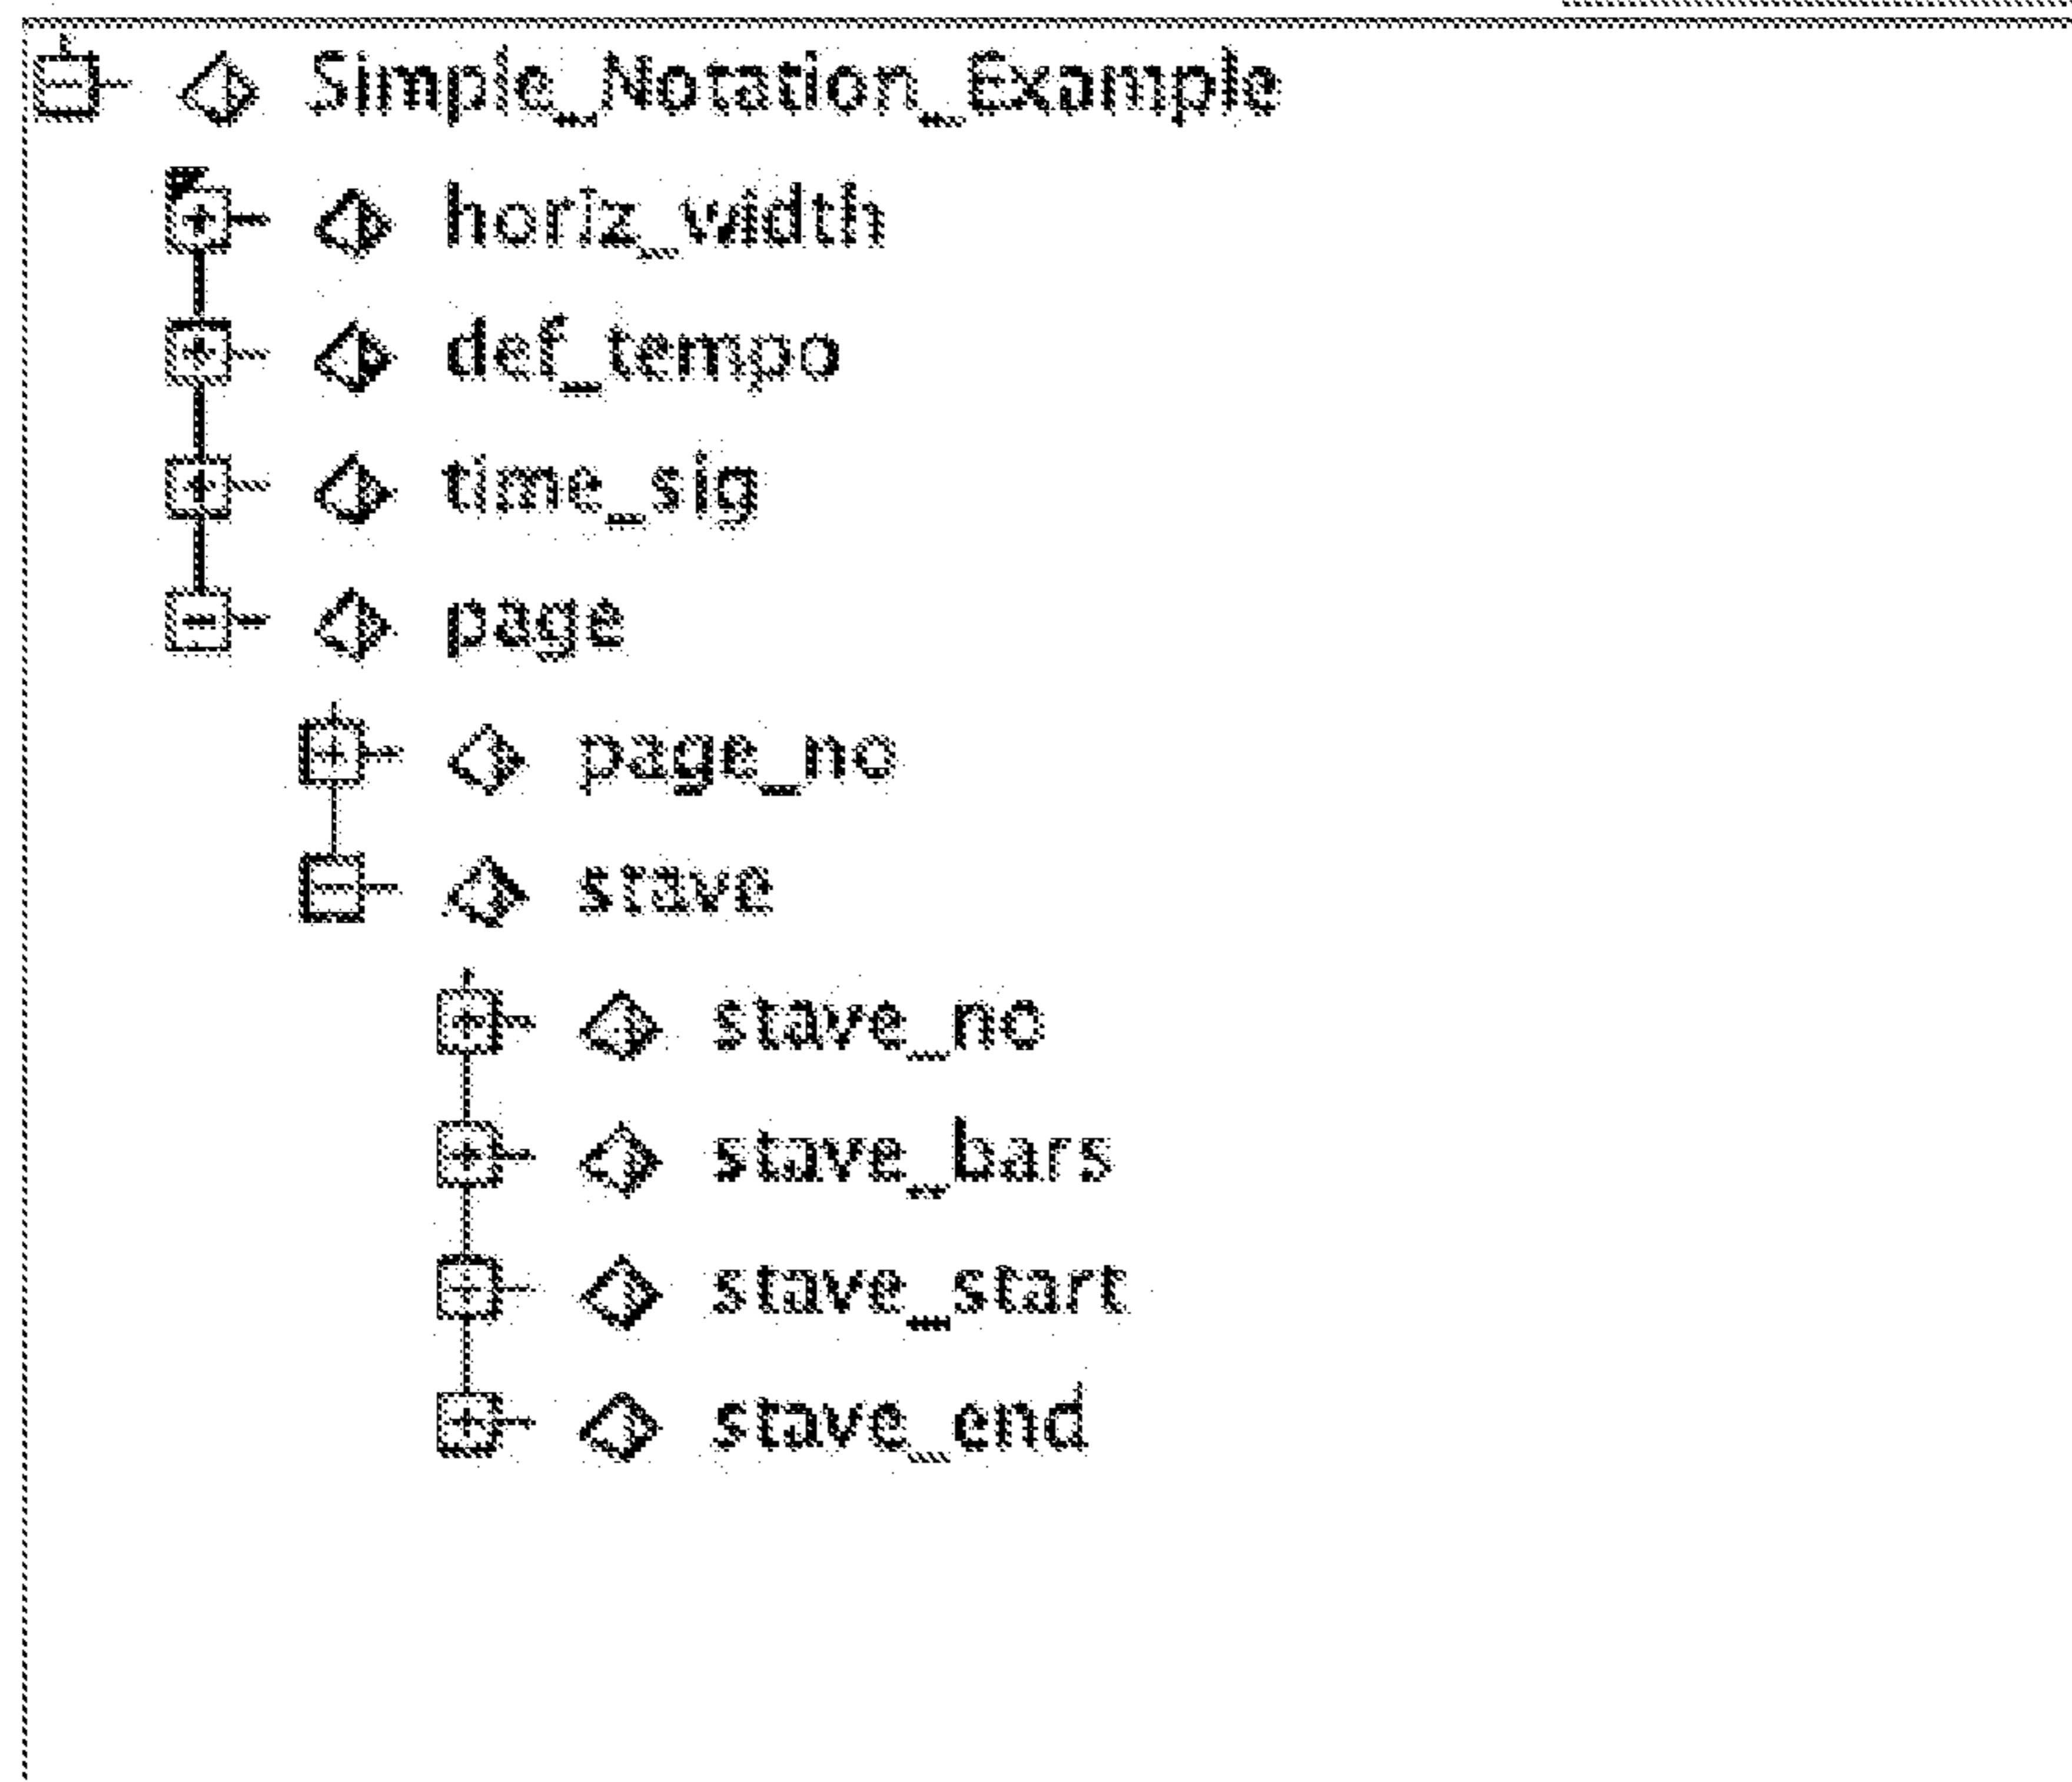 Simple_Notation_Example
horiz_width
def_tempo
time_sig
page
page_no
stave
stave_no
stave_bars
stave_start
stave_end